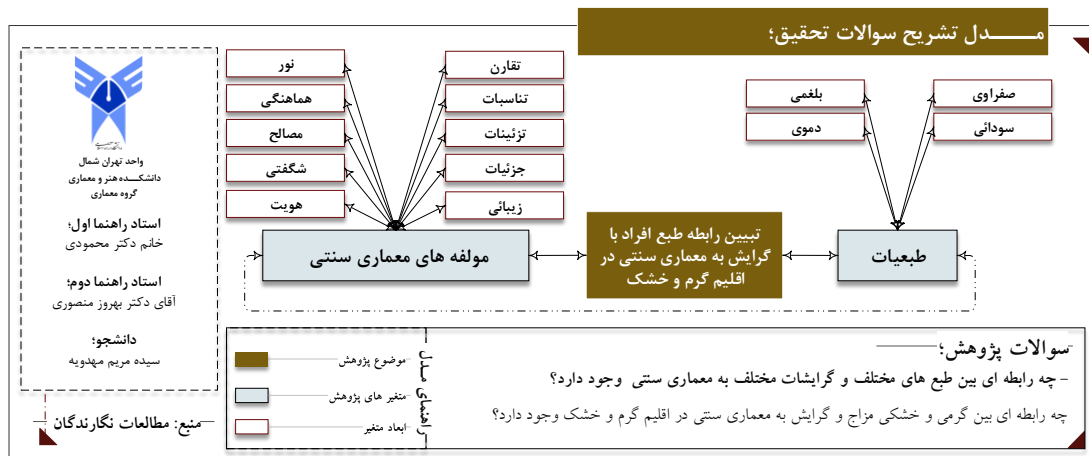 مــــدل تشریح سوالات تحقیق؛
صفراوی
بلغمی
سودائی
دموی
طبعیات
تبیین رابطه طبع افراد با
گرایش به معماری سنتی در
اقلیم گرم و خشک
تقارن
نور
تناسبات
هماهنگی
تزئینات
مصالح
جزئیات
شگفتی
زیبائی
هویت
مولفه های معماری سنتی
واحد تهران شمال
دانشکــده هنر و معماری
گروه معماری
استاد راهنما اول؛
خانم دکتر محمودی
استاد راهنما دوم؛
آقای دکتر بهروز منصوری
دانشجو؛
سیده مریم مهدویه
سوالات پژوهش؛
- چه رابطه ای بین طبع های مختلف و گرایشات مختلف به معماری سنتی وجود دارد؟
چه رابطه ای بین گرمی و خشکی مزاج و گرایش به معماری سنتی در اقلیم گرم و خشک وجود دارد؟
راهنمای مـدل
موضوع پژوهش
متغیر های پژوهش
ابعاد متغیر
منبع: مطالعات نگارندگان